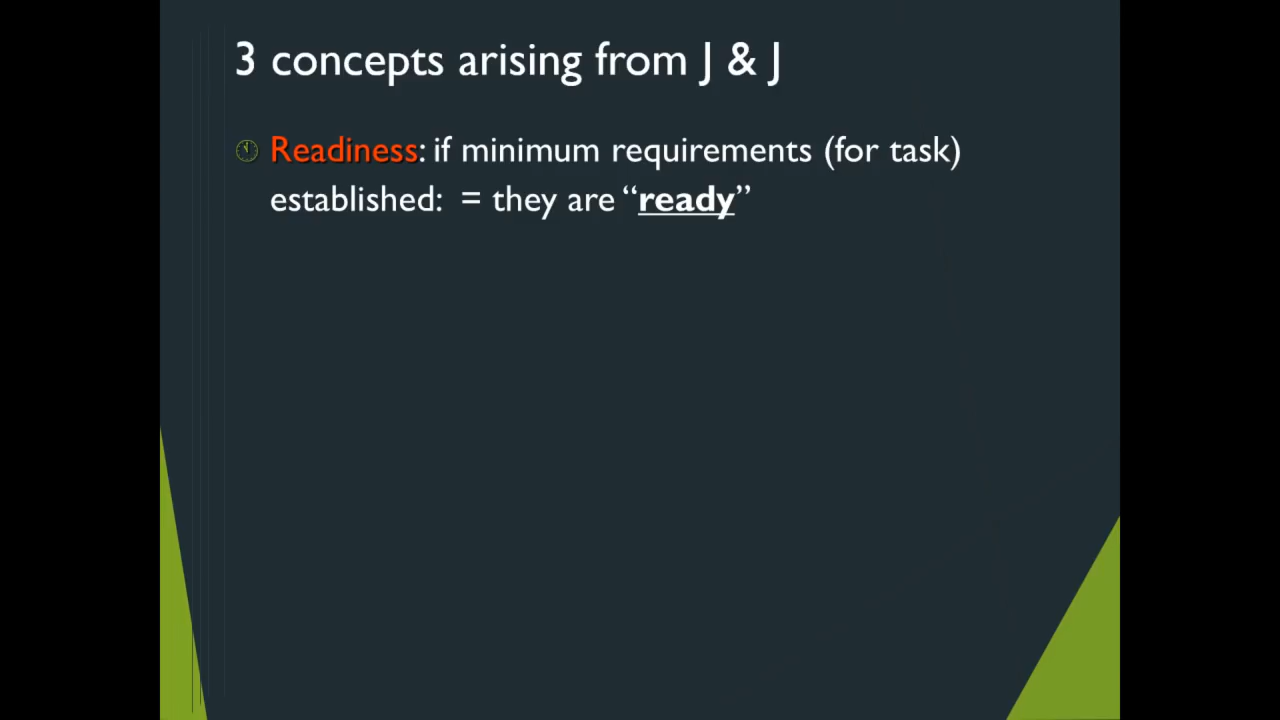 3 concepts arising from J & J
Readiness: if minimum requirements (for task)
established:  = they are “ready”